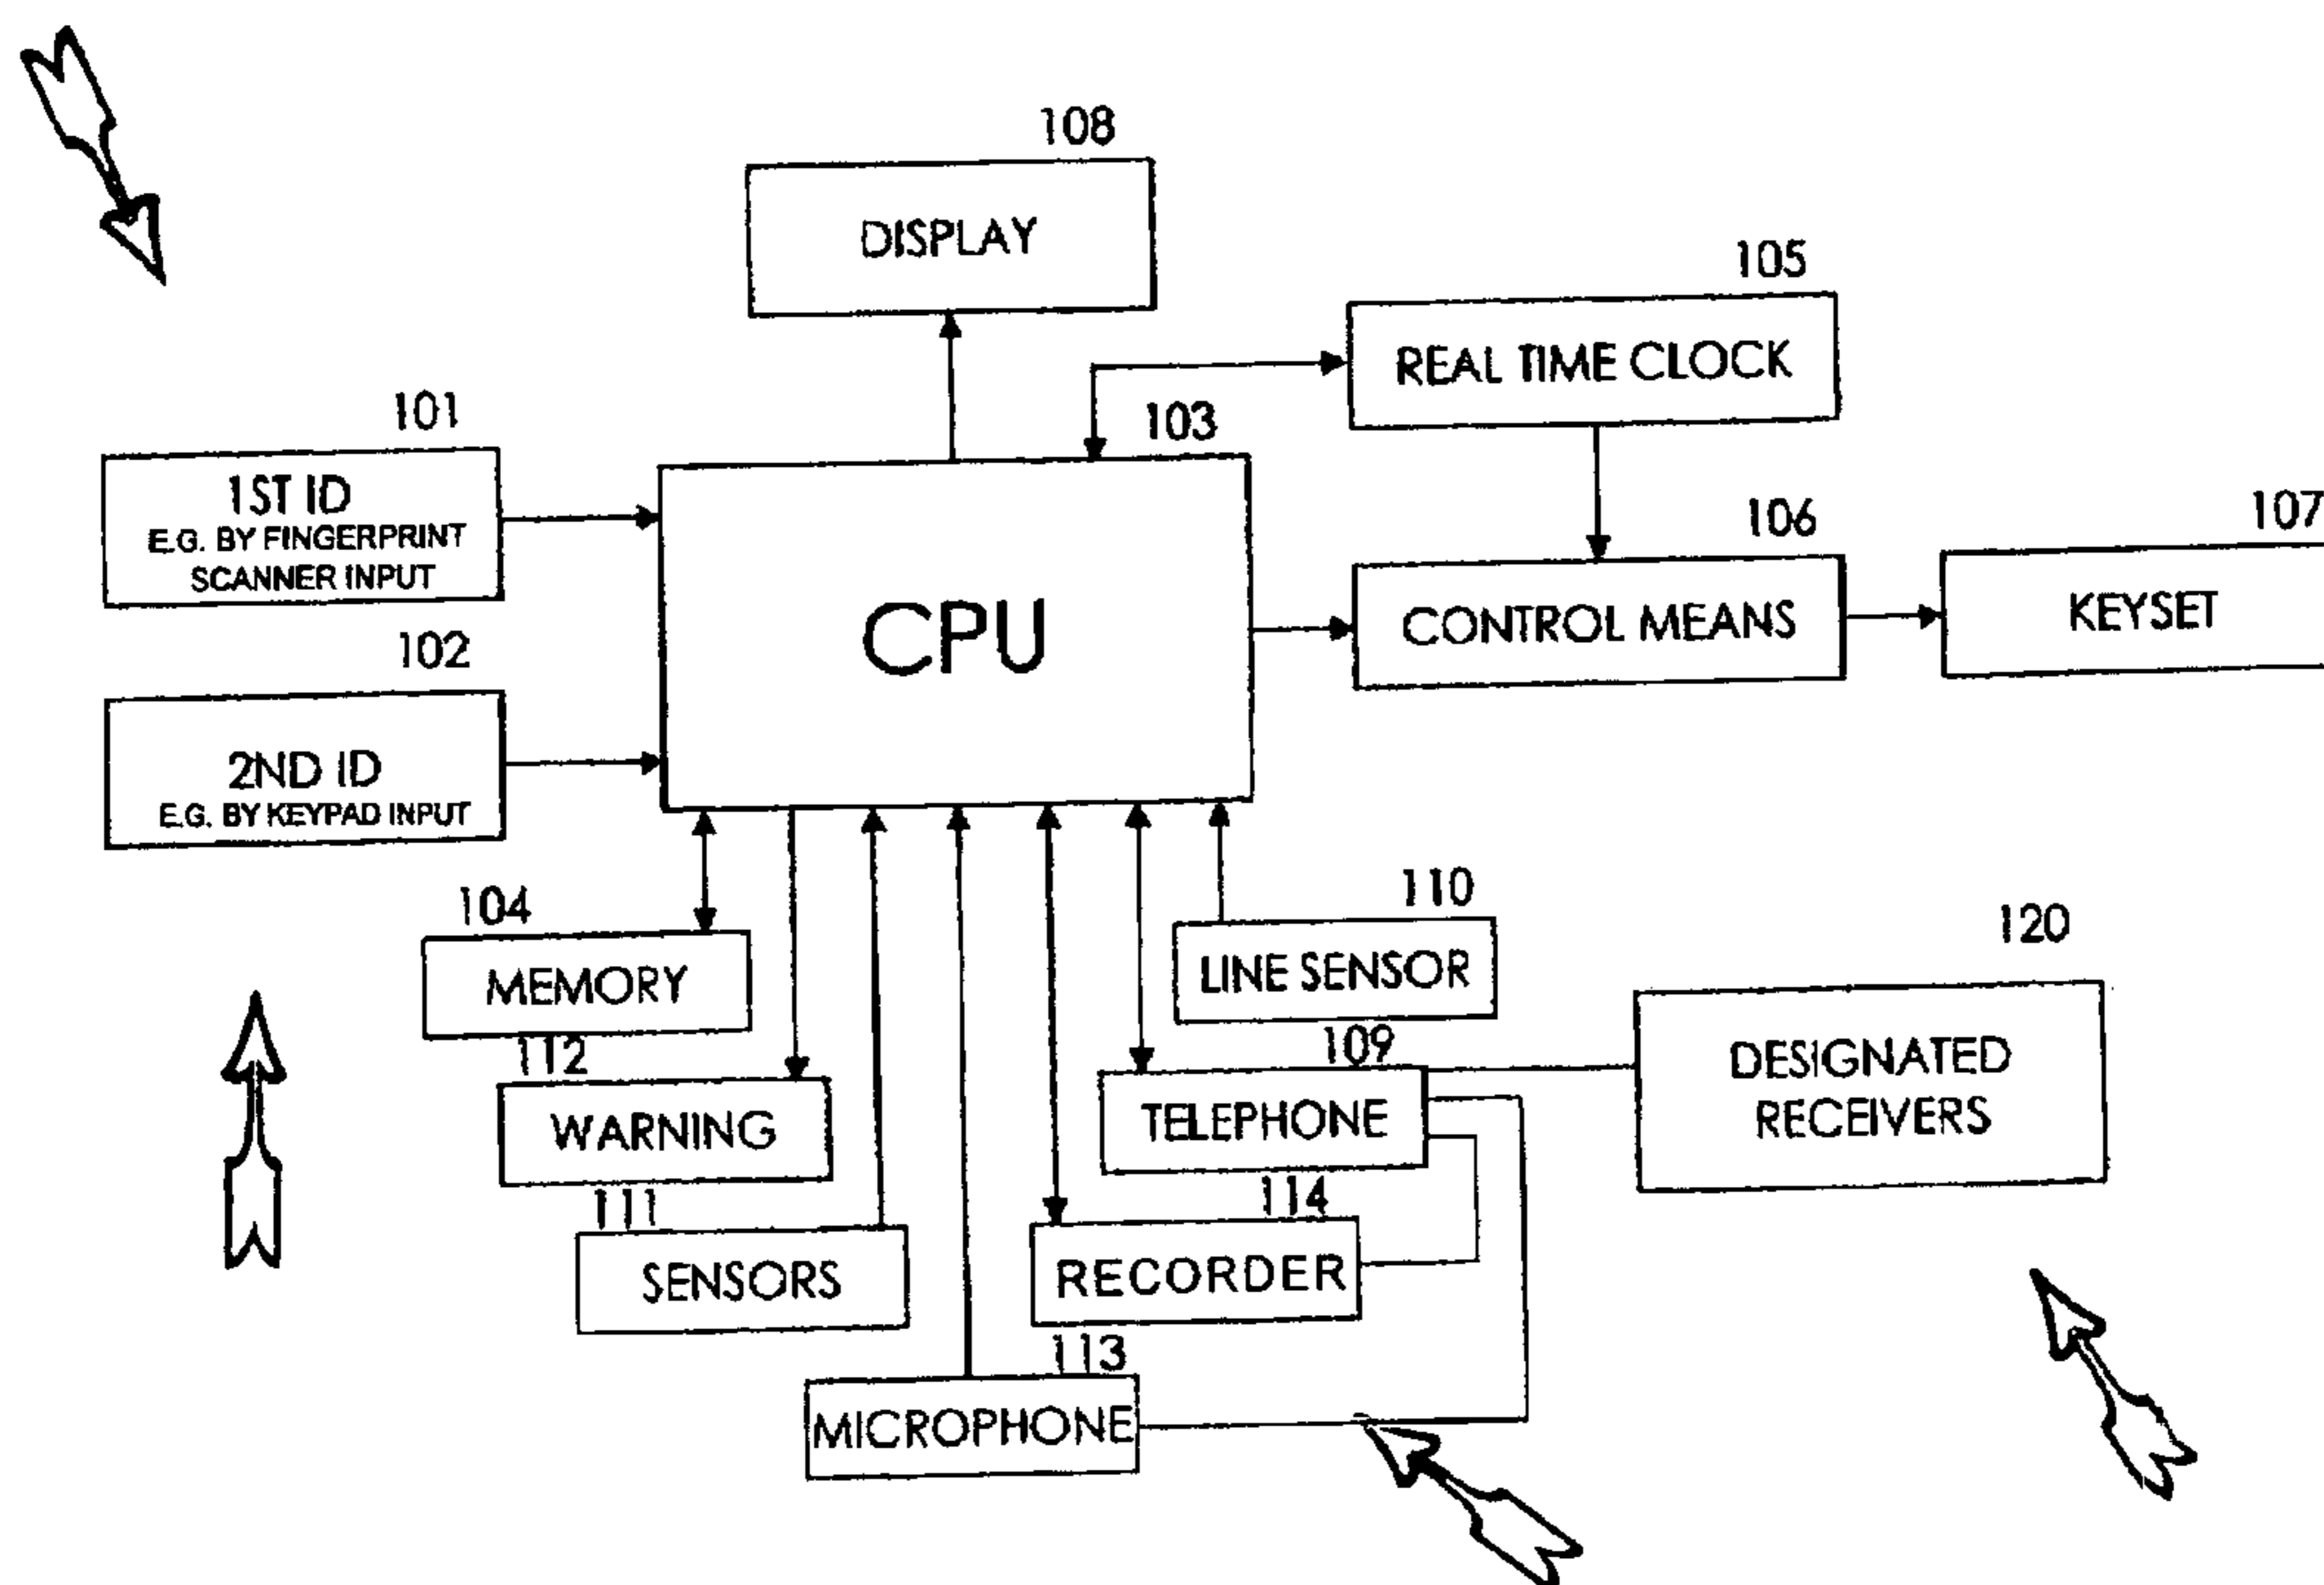 108
DISPLAY
105
REAL TIME CLOCK
101
103
1ST ID
E.G. BY FINGERPRINT
SCANNER INPUT
106
107
CPU
CONTROL MEANS
KEYSET
102
2ND ID
E.G. BY KEYPAD INPUT
104
MEMORY
110
LINE SENSOR
120
DESIGNATED
RECEIVERS
112
WARNING
109
TELEPHONE
111
SENSORS
114
RECORDER
113
MICROPHONE